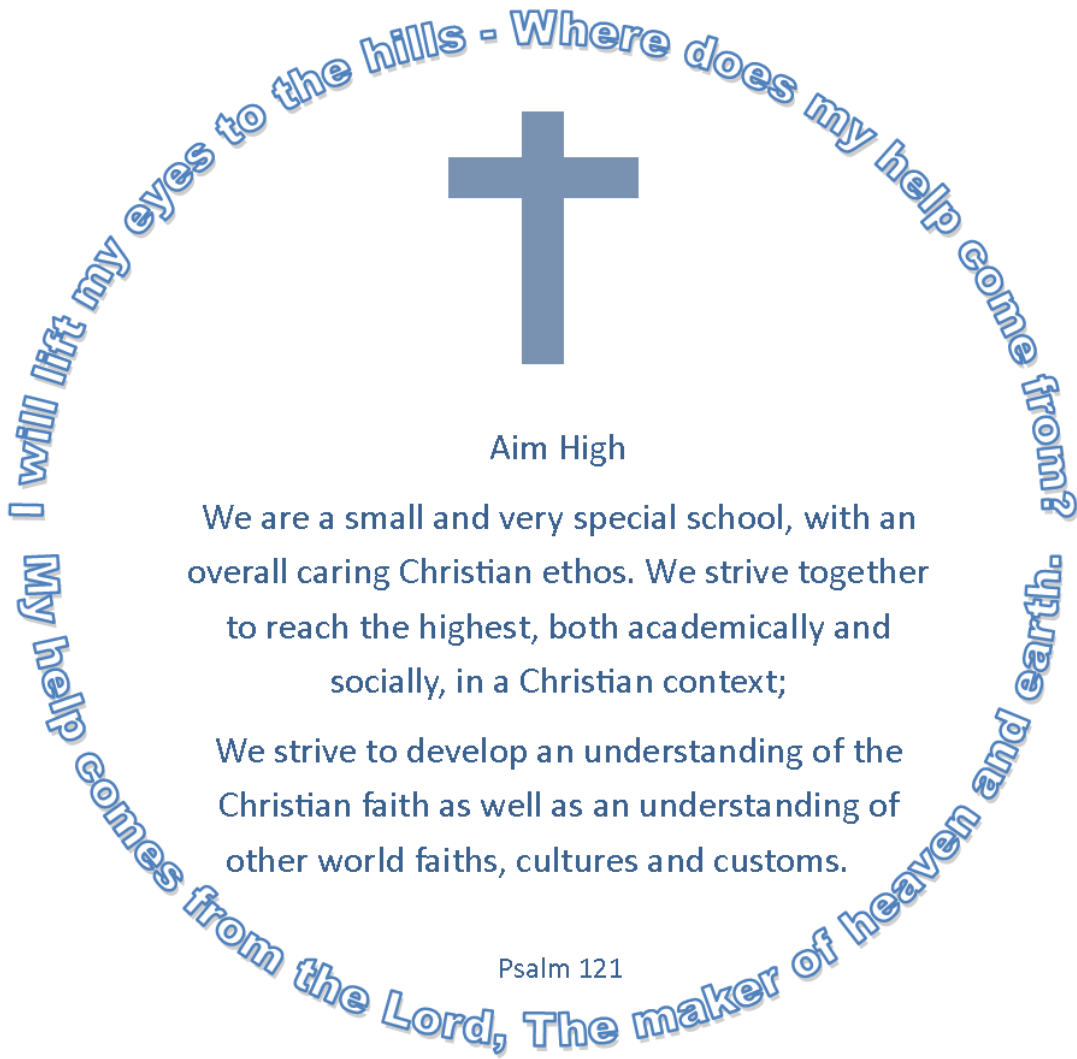 I will lift my eyes to the hills - Where does my help come from?
Aim High
We are a small and very special school, with an
overall caring Christian ethos. We strive together
to reach the highest, both academically and
socially, in a Christian context;
We strive to develop an understanding of the
Christian faith as well as an understanding of
other world faiths, cultures and customs.
Psalm 121
My help comes from the Lord, The maker of heaven and earth.